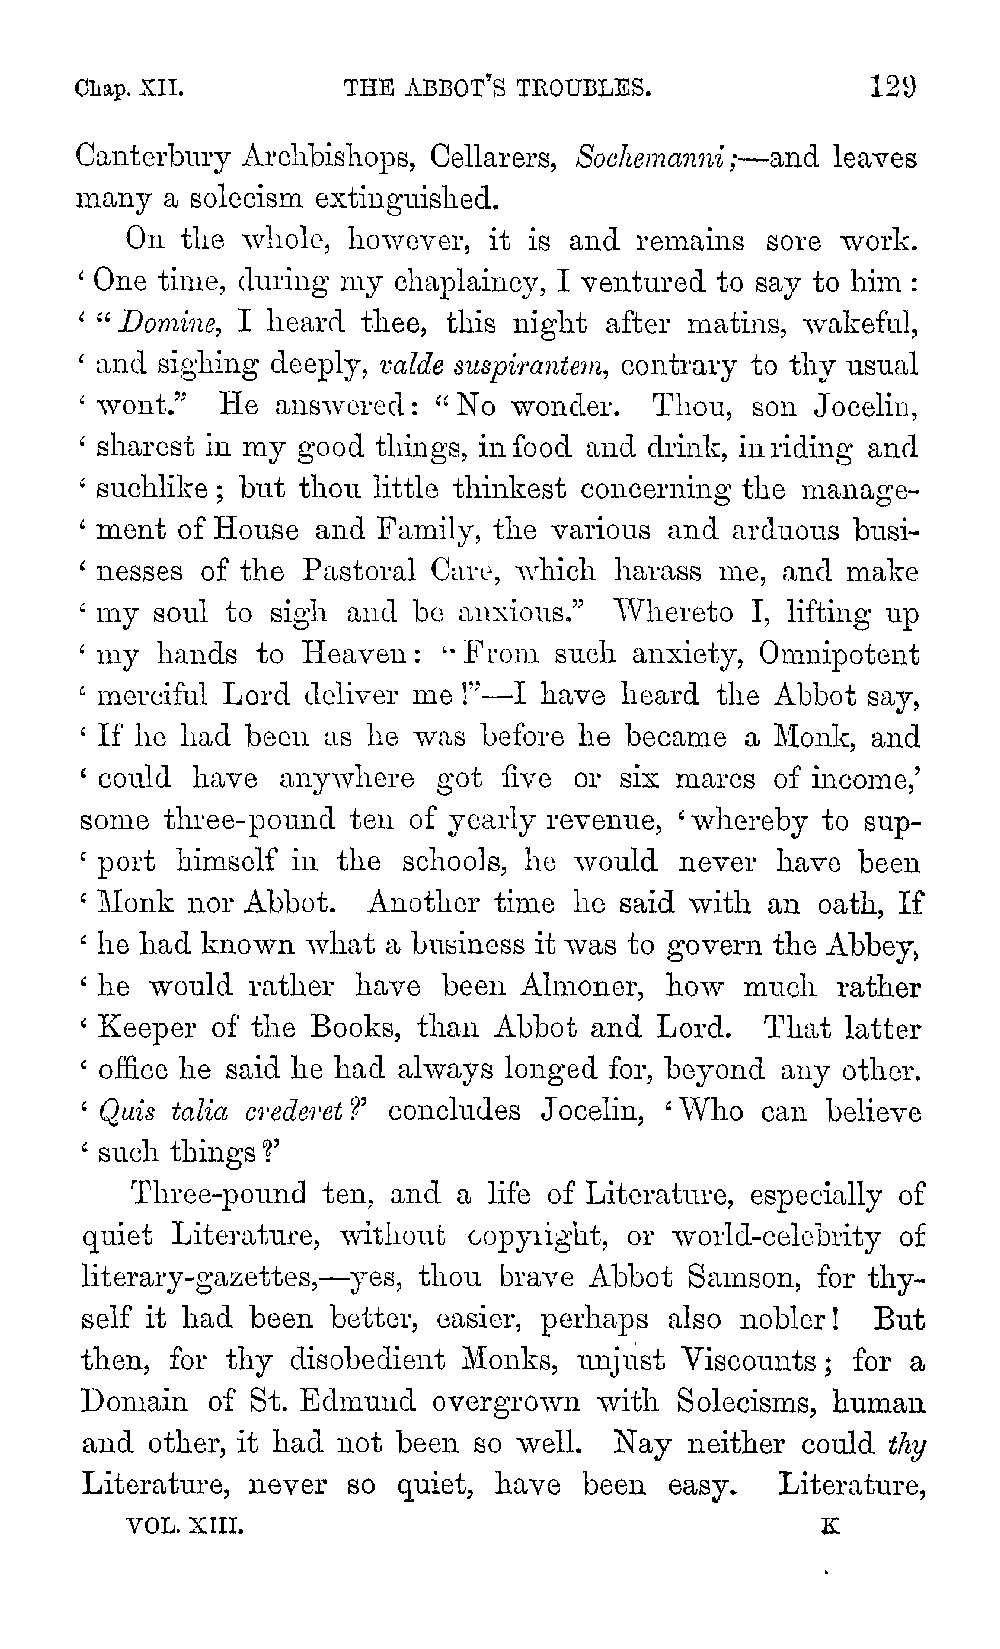 Chap. XII. THE ABBOT'S TROUBLES. 129
Canterbury Archbishops, Cellarers, Sochemanni;—and leaves
many a solecism extinguished.
On the whole, however, it is and remains sore work.
‘ One time, during my chaplaincy, I ventured to say to him :
‘ “ Domine, I heard thee, this night after matins, wakeful,
‘ and sighing deeply, valde suspirantem, contrary to thy usual
‘ wont.” He answered: “ No wonder. Thou, son Jocelin,
‘ sharest in my good things, in food and drink, in riding and
‘ suchlike; but thou little thinkest concerning the manage-
‘ ment of House and Family, the various and arduous busi-
‘ nesses of the Pastoral Care, which harass me, and make
‘ my soul to sigh and be anxious.” Whereto I, lifting up
‘ my hands to Heaven: “ From such anxiety, Omnipotent
‘ merciful Lord deliver me!”—I have heard the Abbot say,
‘ If he had been as he was before he became a Monk, and
‘ could have anywhere got five or six marcs of income,’
some three-pound ten of yearly revenue, ‘ whereby to sup-
‘ port himself in the schools, he would never have been
‘ Monk nor Abbot. Another time he said with an oath, If
‘ he had known what a business it was to govern the Abbey,
‘ he would rather have been Almoner, how much rather
‘ Keeper of the Books, than Abbot and Lord. That latter
‘ office he said he had always longed for, beyond any other.
‘ Quis talia crederet?’ concludes Jocelin, ‘ Who can believe
‘ such things?’
Three-pound ten, and a life of Literature, especially of
quiet Literature, without copyright, or world-celebrity of
literary-gazettes,—yes, thou brave Abbot Samson, for thy-
self it had been better, easier, perhaps also nobler! But
then, for thy disobedient Monks, unjust Viscounts; for a
Domain of St. Edmund overgrown with Solecisms, human
and other, it had not been so well. Nay neither could thy
Literature, never so quiet, have been easy. Literature,
VOL. XIII. K